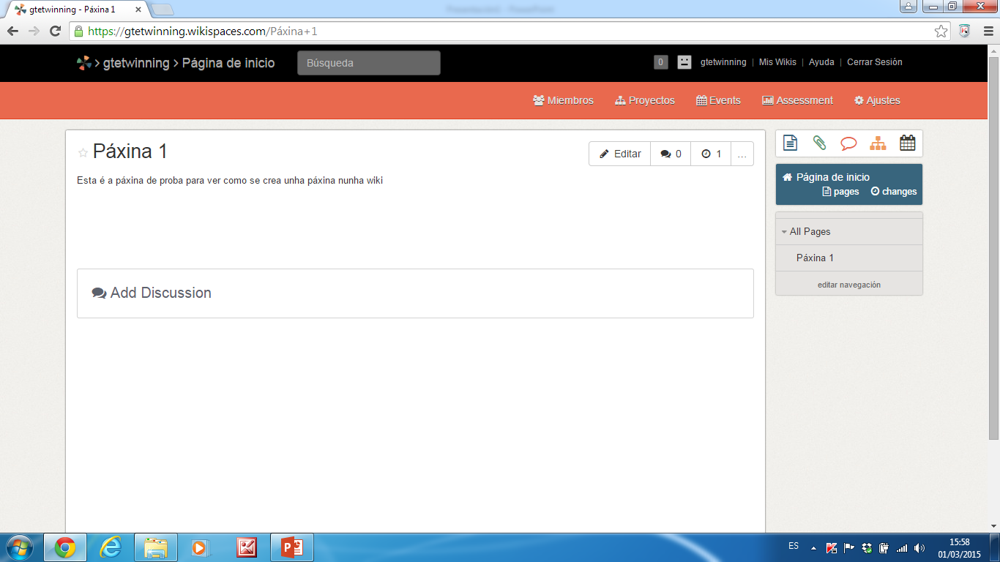 gtetwinning - Páxina 1
https://gtetwinning.wikispaces.com/Páxina+1
gtetwinning Página de inicio
Búsqueda
0 gtetwinning | Mis Wikis | Ayuda | Cerrar Sesión
Miembros Proyectos Events Assessment Ajustes
Páxina 1
Editar 0 1 ...
Esta é a páxina de proba para ver como se crea unha páxina nunha wiki
Add Discussion
Página de inicio
pages changes
All Pages
Páxina 1
editar navegación
ES
15:58
01/03/2015